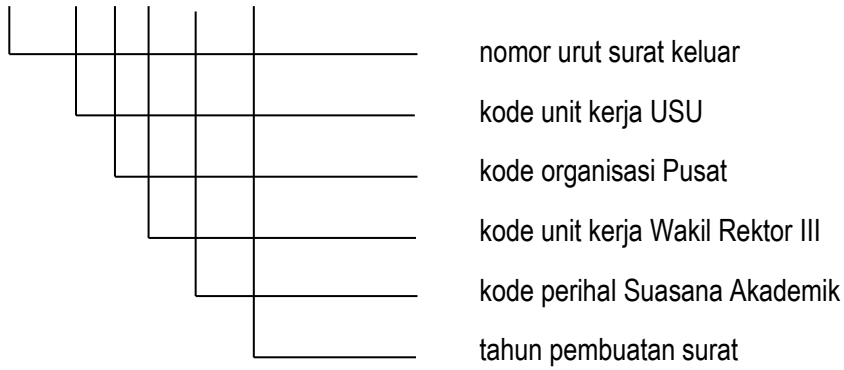 nomor urut surat keluar
kode unit kerja USU
kode organisasi Pusat
kode unit kerja Wakil Rektor III
kode perihal Suasana Akademik
tahun pembuatan surat